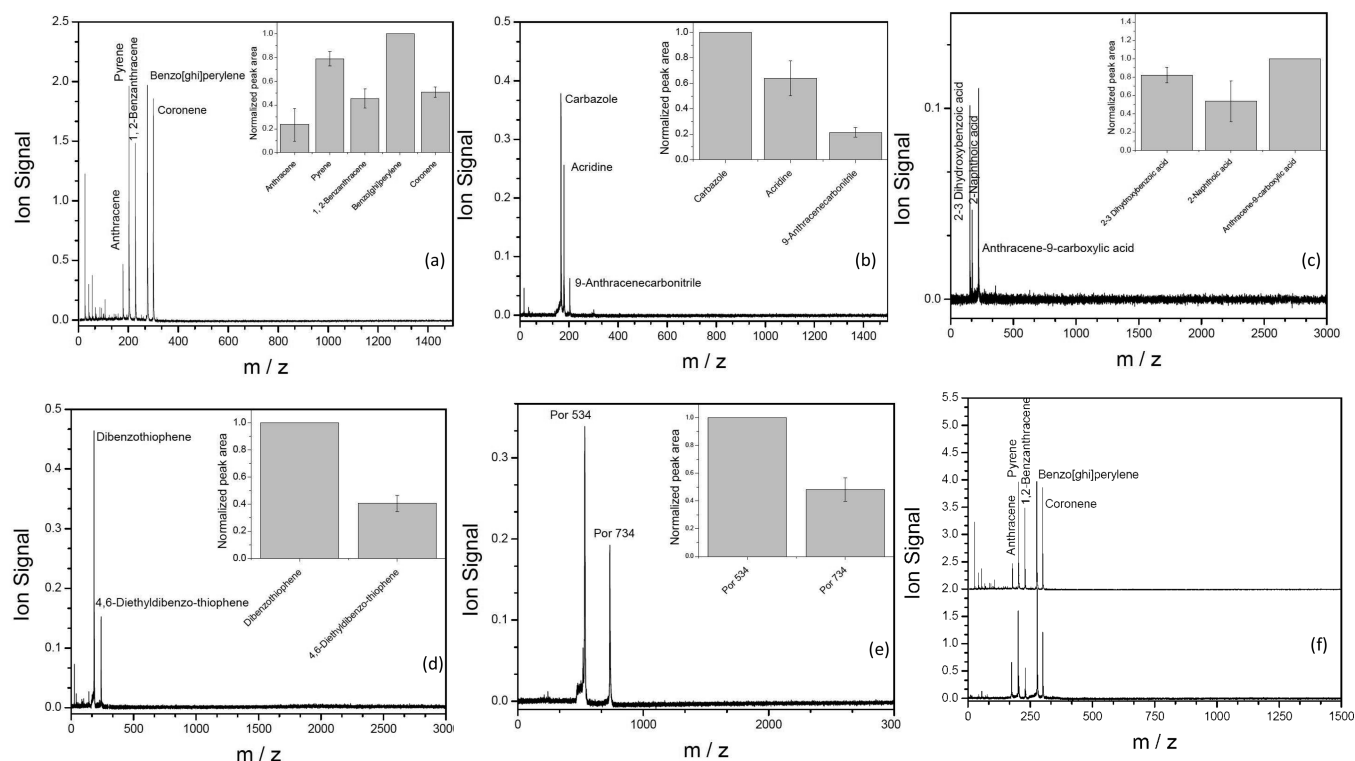 2.5
2.0
1.5
1.0
0.5
0.0
Ion Signal
0 200 400 600 800 1000 1200 1400
m / z
Anthracene
Pyrene
1, 2-Benzanthracene
Benzo[ghi]perylene
Coronene
Normalized peak area
1.0
0.8
0.6
0.4
0.2
0.0
Anthracene
Pyrene
1, 2-Benzanthracene
Benzo[ghi]perylene
Coronene
(a)
0.5
0.4
0.3
0.2
0.1
0.0
Ion Signal
0 200 400 600 800 1000 1200 1400
m / z
Carbazole
Acridine
9-Anthracenecarbonitrile
Normalized peak area
1.0
0.8
0.6
0.4
0.2
0.0
Carbazole
Acridine
9-Anthracenecarbonitrile
(b)
0.1
0.0
Ion Signal
0 500 1000 1500 2000 2500 3000
m / z
2-3 Dihydroxybenzoic acid
2-Naphthoic acid
Anthracene-9-carboxylic acid
Normalized peak area
1.4
1.2
1.0
0.8
0.6
0.4
0.2
0.0
2-3 Dihydroxybenzoic acid
2-Naphthoic acid
Anthracene-9-carboxylic acid
(c)
0.5
0.4
0.3
0.2
0.1
0.0
Ion Signal
0 500 1000 1500 2000 2500 3000
m / z
Dibenzothiophene
4,6-Diethyldibenzo-thiophene
Normalized peak area
1.0
0.8
0.6
0.4
0.2
0.0
Dibenzothiophene
4,6-Diethyldibenzo-thiophene
(d)
0.3
0.2
0.1
0.0
Ion Signal
0 1000 2000 3000
m / z
Por 534
Por 734
Normalized peak area
1.0
0.8
0.6
0.4
0.2
0.0
Por 534
Por 734
(e)
5.5
5.0
4.5
4.0
3.5
3.0
2.5
2.0
1.5
1.0
0.5
0.0
Ion Signal
0 250 500 750 1000 1250 1500
m / z
Anthracene
Pyrene
1,2-Benzanthracene
Benzo[ghi]perylene
Coronene
(f)